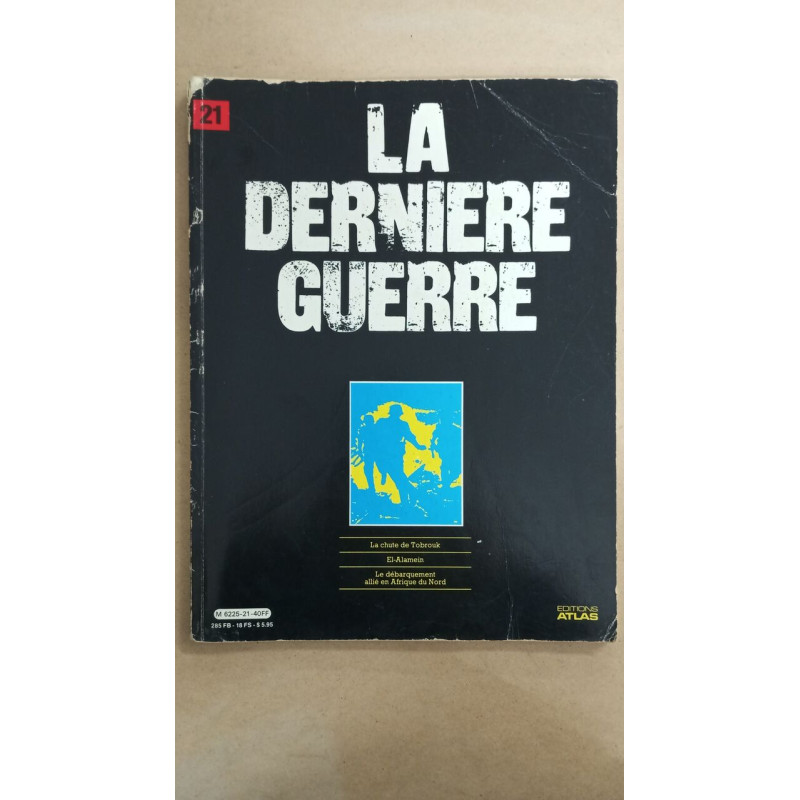 21
LA
DERNIERE
GUERRE
La chute de Tobrouk
El-Alamein
Le débarquement
allié en Afrique du Nord
M 6225-21-40FF
285 FB - 18 FS - $ 5.95
EDITIONS
ATLAS